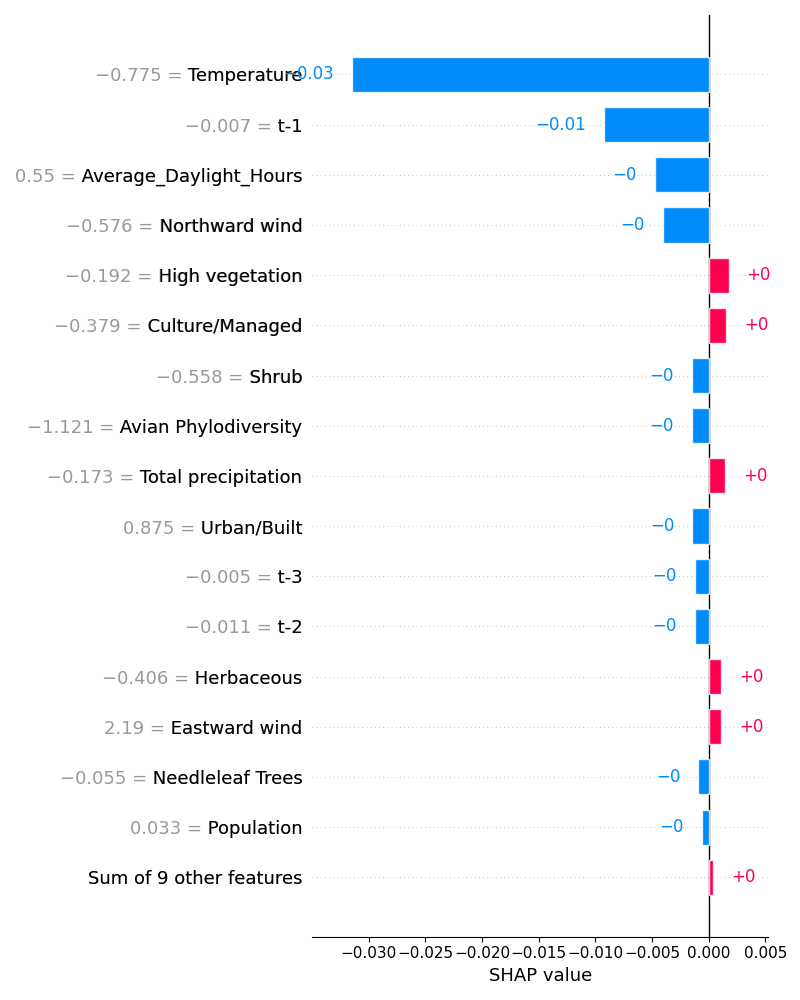 −0.775 = Temperature −0.03
−0.007 = t-1 −0.01
0.55 = Average_Daylight_Hours −0
−0.576 = Northward wind −0
−0.192 = High vegetation +0
−0.379 = Culture/Managed +0
−0.558 = Shrub −0
−1.121 = Avian Phylodiversity −0
−0.173 = Total precipitation +0
0.875 = Urban/Built −0
−0.005 = t-3 −0
−0.011 = t-2 −0
−0.406 = Herbaceous +0
2.19 = Eastward wind +0
−0.055 = Needleleaf Trees −0
0.033 = Population −0
Sum of 9 other features +0
−0.030 −0.025 −0.020 −0.015 −0.010 −0.005 0.000 0.005
SHAP value